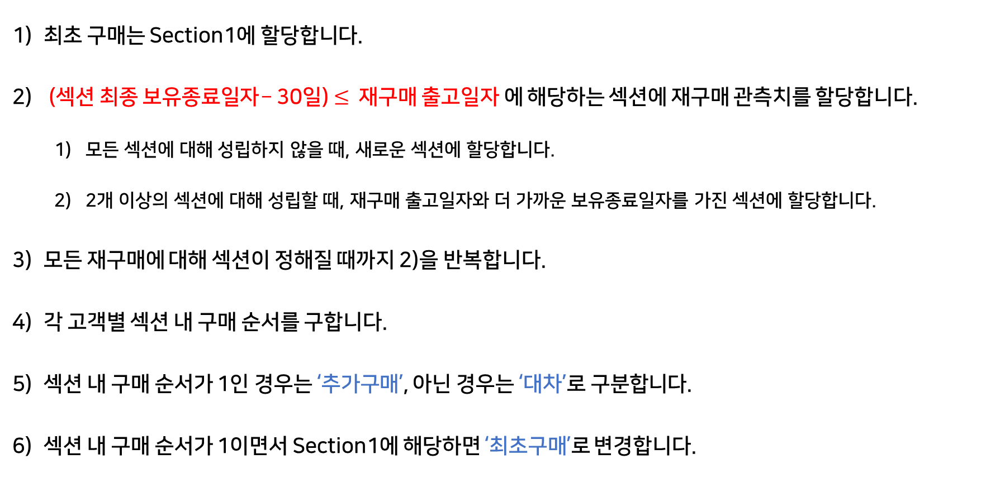 1) 최초 구매는 Section1에 할당합니다.
2) (섹션 최종 보유종료일자 – 30일) ≤ 재구매 출고일자 에 해당하는 섹션에 재구매 관측치를 할당합니다.
1) 모든 섹션에 대해 성립하지 않을 때, 새로운 섹션에 할당합니다.
2) 2개 이상의 섹션에 대해 성립할 때, 재구매 출고일자와 더 가까운 보유종료일자를 가진 섹션에 할당합니다.
3) 모든 재구매에 대해 섹션이 정해질 때까지 2)을 반복합니다.
4) 각 고객별 섹션 내 구매 순서를 구합니다.
5) 섹션 내 구매 순서가 1인 경우는 ‘추가구매’, 아닌 경우는 ‘대차’로 구분합니다.
6) 섹션 내 구매 순서가 1이면서 Section1에 해당하면 ‘최초구매’로 변경합니다.